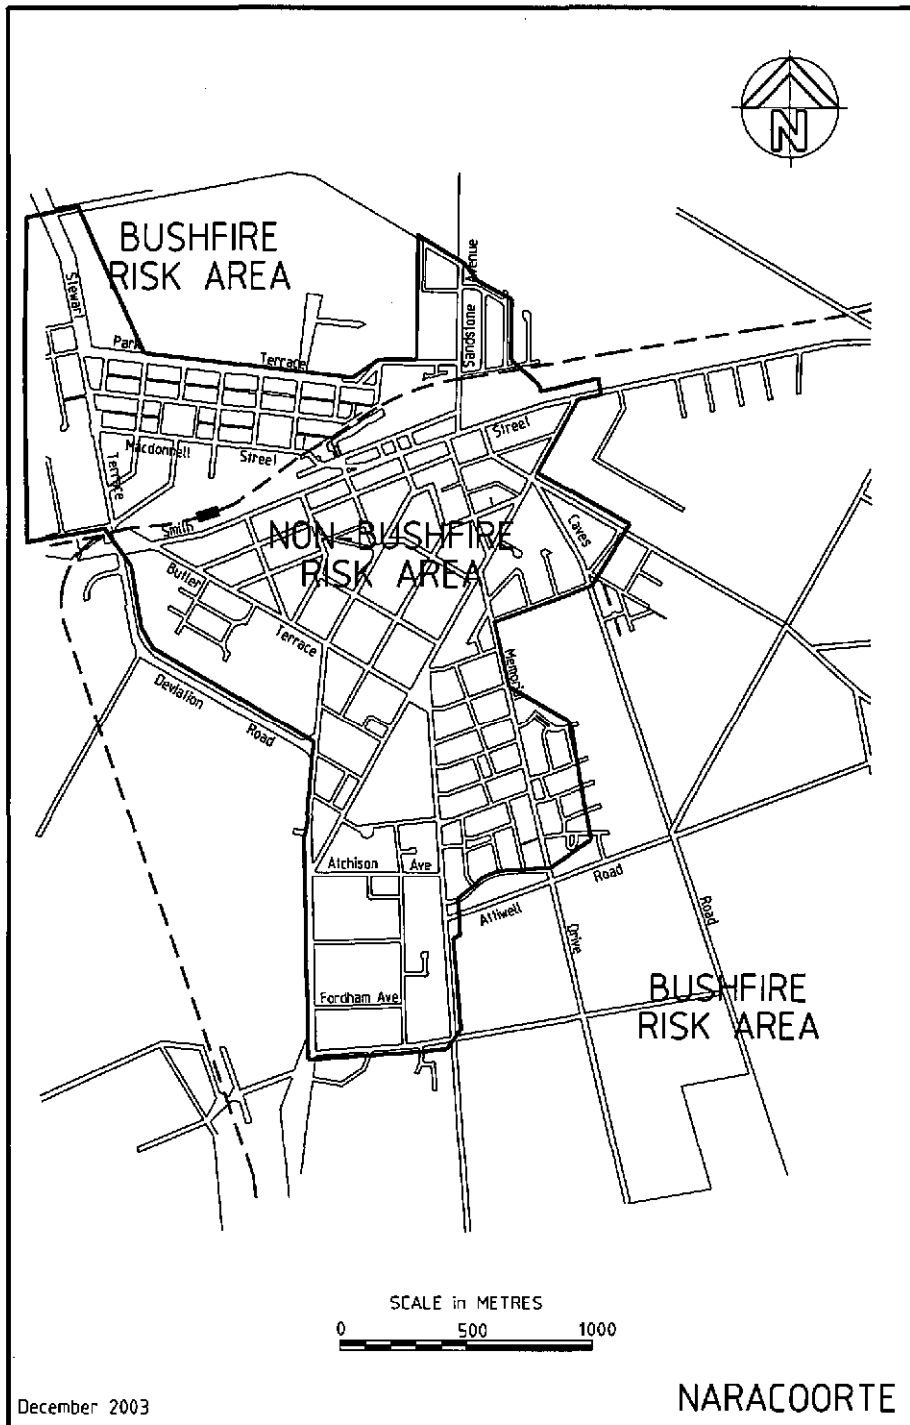 N
BUSHFIRE
RISK AREA
Stewart
Terrace
Park
Terrace
Sandstone
Avenue
Macdonnell
Street
Smith
Street
NON-BUSHFIRE
RISK AREA
Caves
Butler
Terrace
Memorial
Deviation
Road
Atchison
Ave
Attiwell
Road
Drive
Road
Fordham Ave
BUSHFIRE
RISK AREA
SCALE in METRES
0 500 1000
December 2003
NARACOORTE